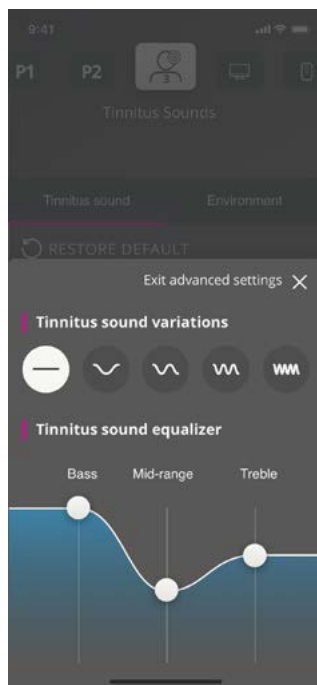 9:41
P1 P2 3
Tinnitus Sounds
Tinnitus sound Environment
RESTORE DEFAULT
Exit advanced settings
Tinnitus sound variations
Tinnitus sound equalizer
Bass Mid-range Treble